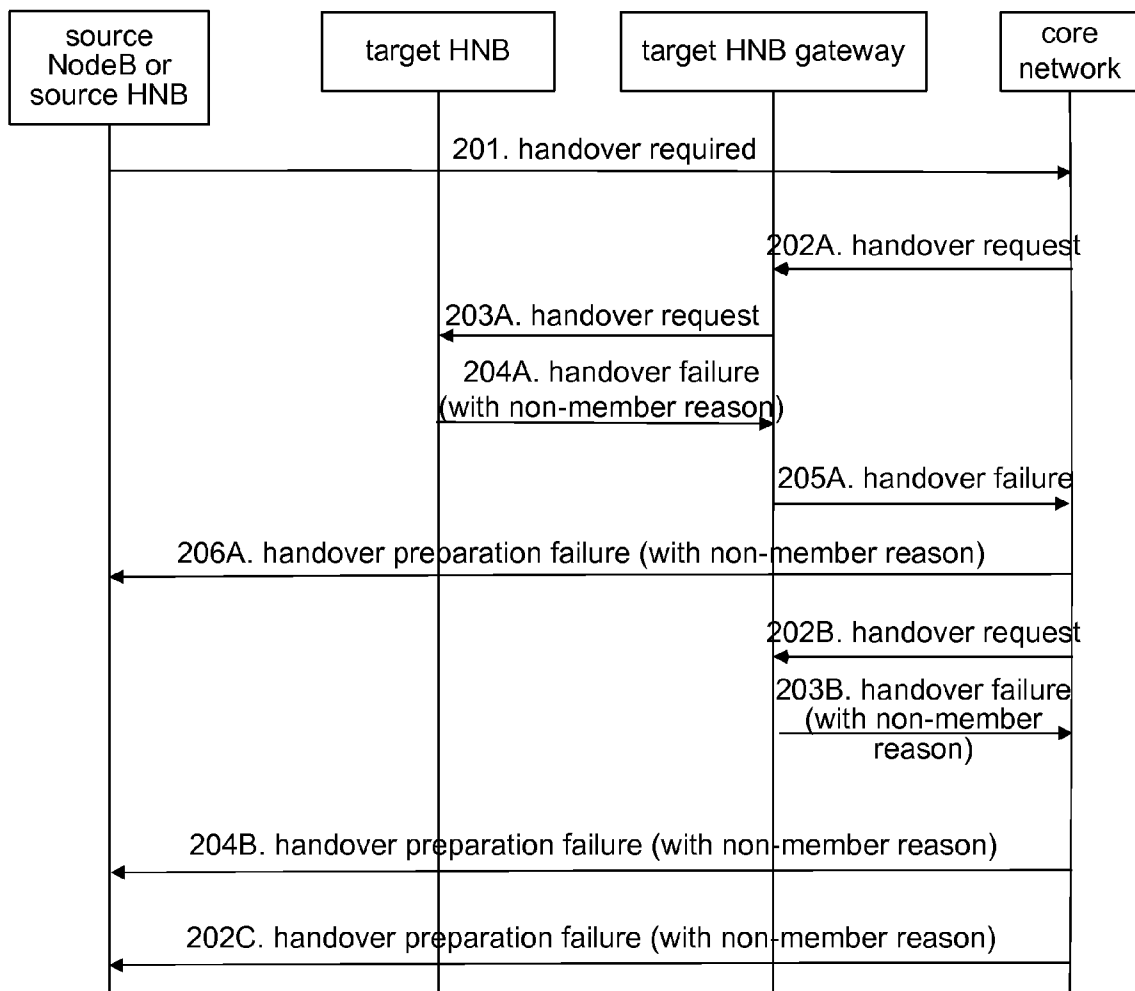 source
NodeB or
source HNB
target HNB
target HNB gateway
core
network
201. handover required
202A. handover request
203A. handover request
204A. handover failure
(with non-member reason)
205A. handover failure
206A. handover preparation failure (with non-member reason)
202B. handover request
203B. handover failure
(with non-member
reason)
204B. handover preparation failure (with non-member reason)
202C. handover preparation failure (with non-member reason)